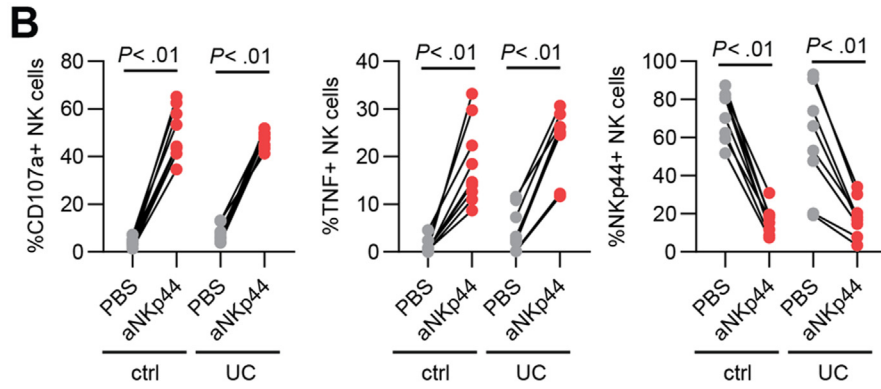 B
%CD107a+ NK cells
80
60
40
20
0
P< .01
P< .01
PBS
aNKp44
PBS
aNKp44
ctrl
UC
%TNF+ NK cells
40
30
20
10
0
P< .01
P< .01
PBS
aNKp44
PBS
aNKp44
ctrl
UC
%NKp44+ NK cells
100
80
60
40
20
0
P< .01
P< .01
PBS
aNKp44
PBS
aNKp44
ctrl
UC